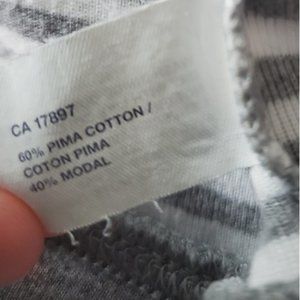 CA 17897
60% PIMA COTTON /
COTON PIMA
40% MODAL